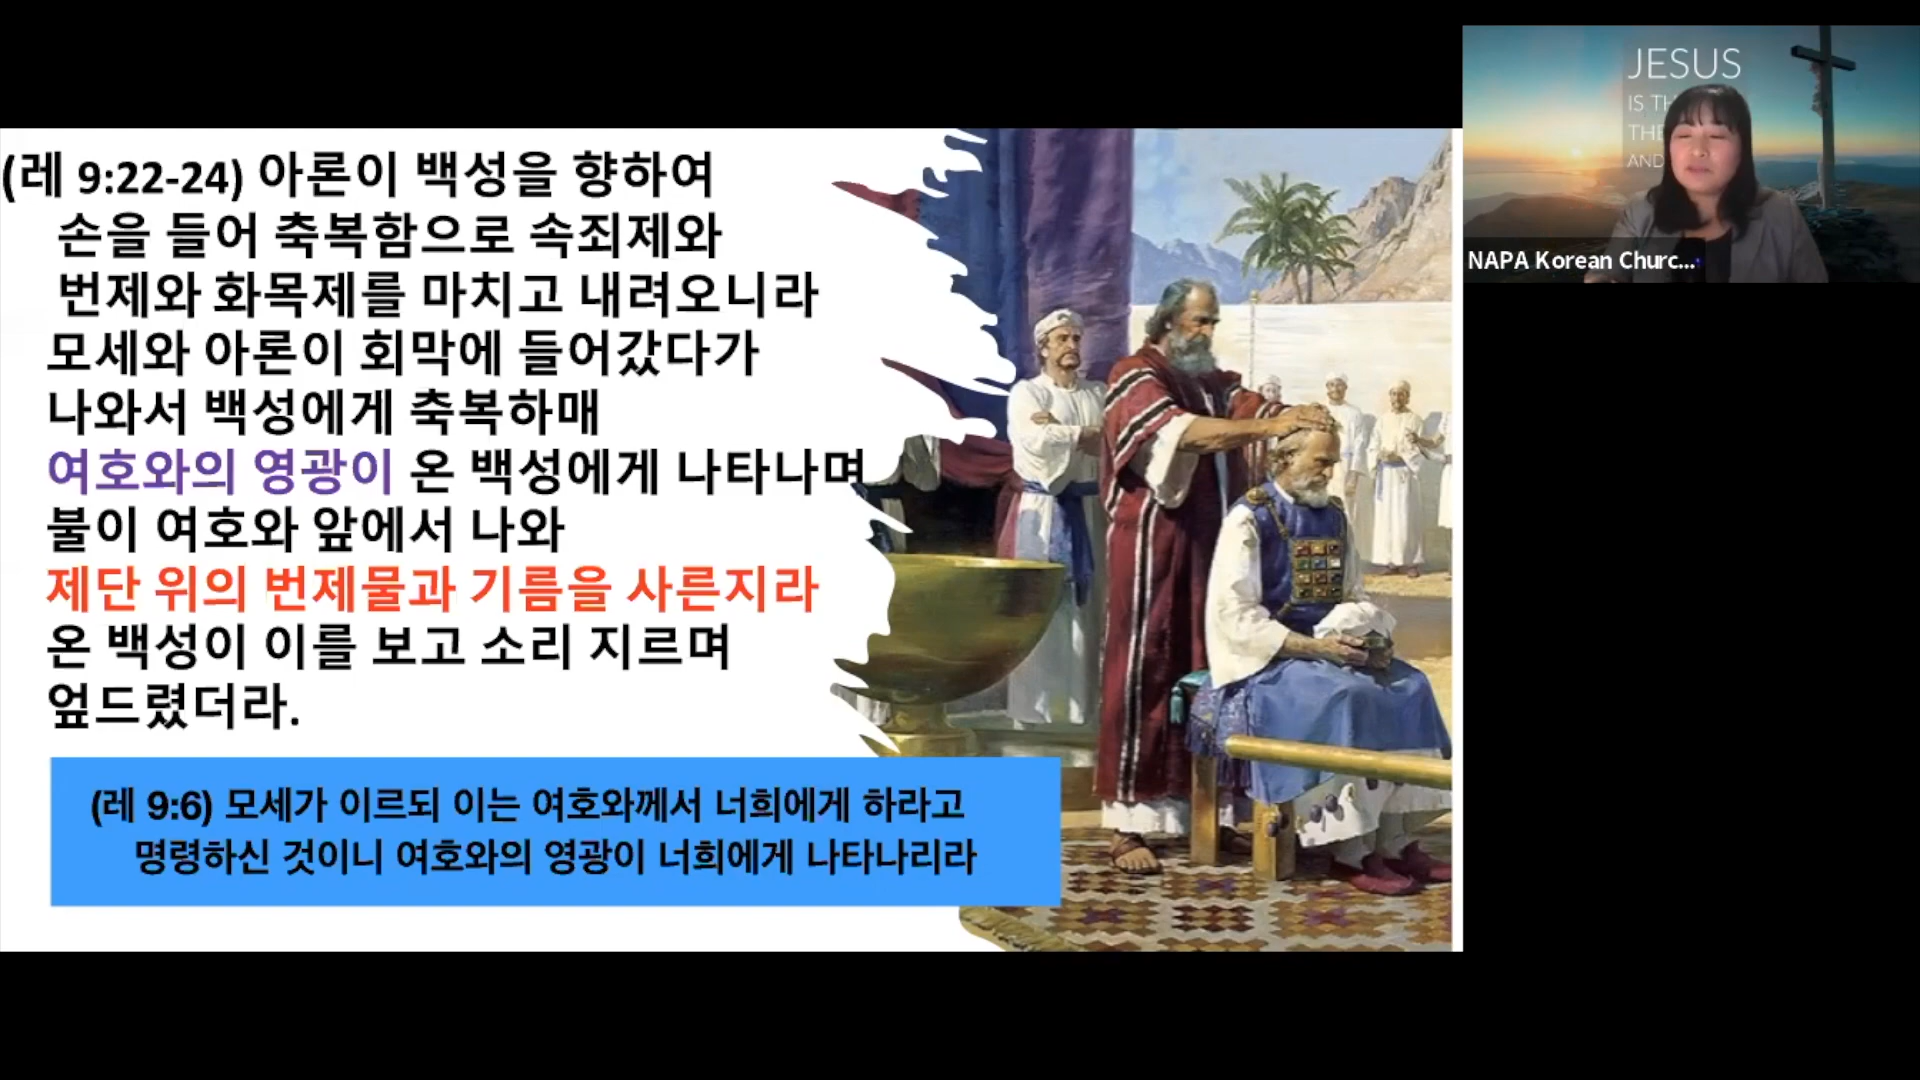 (레 9:22-24) 아론이 백성을 향하여
손을 들어 축복함으로 속죄제와
번제와 화목제를 마치고 내려오니라
모세와 아론이 회막에 들어갔다가
나와서 백성에게 축복하매
여호와의 영광이 온 백성에게 나타나며
불이 여호와 앞에서 나와
제단 위의 번제물과 기름을 사른지라
온 백성이 이를 보고 소리 지르며
엎드렸더라.
(레 9:6) 모세가 이르되 이는 여호와께서 너희에게 하라고
명령하신 것이니 여호와의 영광이 너희에게 나타나리라
JESUS
IS TH
THE
AND
NAPA Korean Churc...